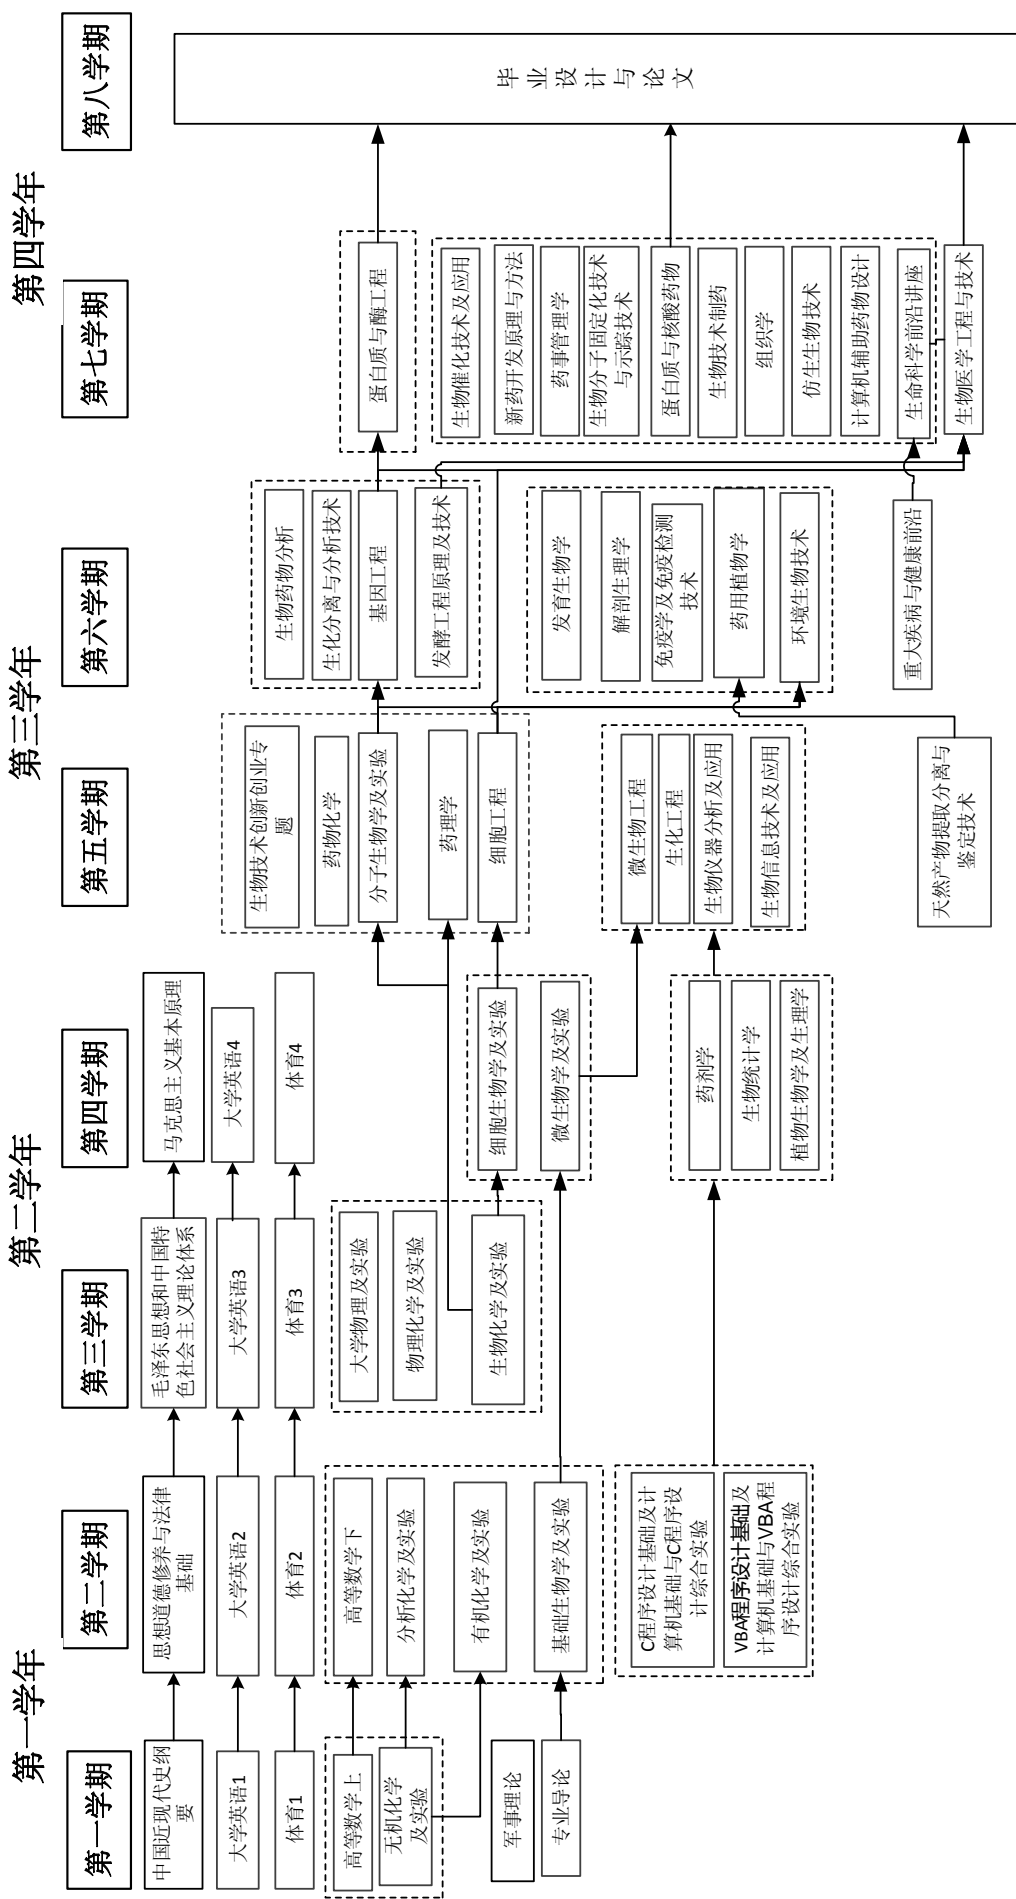 第一学年
第二学年
第三学年
第四学年
第一学期
第二学期
第三学期
第四学期
第五学期
第六学期
第七学期
第八学期
中国近现代史纲
要
大学英语1
体育1
高等数学上
无机化学
及实验
军事理论
专业导论
思想道德修养与法律
基础
大学英语2
体育2
高等数学下
分析化学及实验
有机化学及实验
基础生物学及实验
C程序设计基础及计
算机基础与C程序设
计综合实验
VBA程序设计基础及
计算机基础与VBA程
序设计综合实验
毛泽东思想和中国特
色社会主义理论体系
大学英语3
体育3
大学物理及实验
物理化学及实验
生物化学及实验
马克思主义基本原理
大学英语4
体育4
细胞生物学及实验
微生物学及实验
药剂学
生物统计学
植物生物学及生理学
生物技术创新创业专
题
药物化学
分子生物学及实验
药理学
细胞工程
微生物工程
生化工程
生物仪器分析及应用
生物信息技术及应用
天然产物提取分离与
鉴定技术
生物药物分析
生化分离与分析技术
基因工程
发酵工程原理及技术
发育生物学
解剖生理学
免疫学及免疫检测
技术
药用植物学
环境生物技术
重大疾病与健康前沿
蛋白质与酶工程
生物催化技术及应用
新药开发原理与方法
药事管理学
生物分子固定化技术
与示踪技术
蛋白质与核酸药物
生物技术制药
组织学
仿生生物技术
计算机辅助药物设计
生命科学前沿讲座
生物医学工程与技术
毕业设计与论文